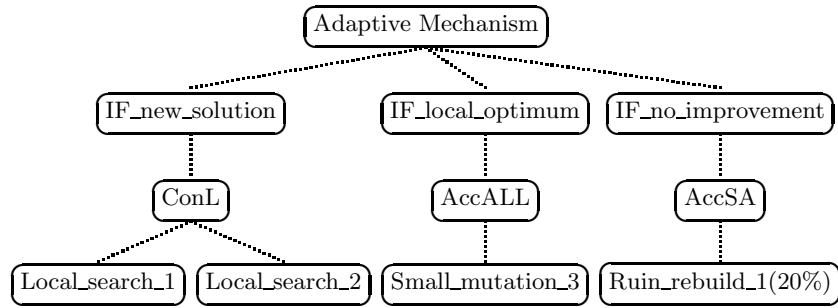 Adaptive Mechanism
IF_new_solution
IF_local_optimum
IF_no_improvement
ConL
AccALL
AccSA
Local_search_1
Local_search_2
Small_mutation_3
Ruin_rebuild_1(20%)